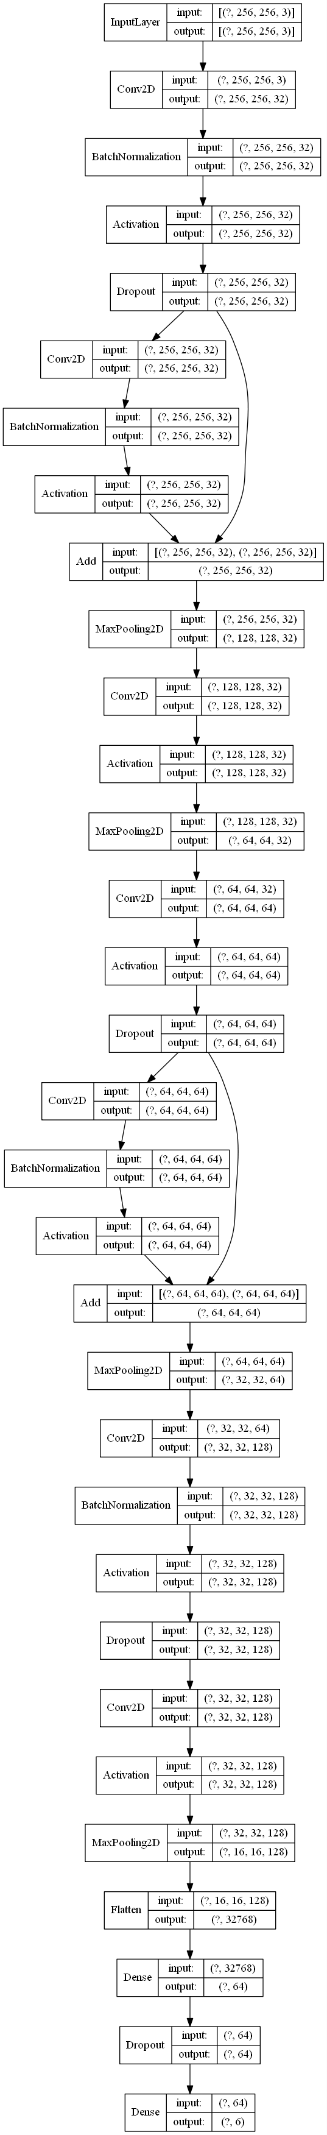 InputLayer input: [(?, 256, 256, 3)]
output: [(?, 256, 256, 3)]
Conv2D input: (?, 256, 256, 3)
output: (?, 256, 256, 32)
BatchNormalization input: (?, 256, 256, 32)
output: (?, 256, 256, 32)
Activation input: (?, 256, 256, 32)
output: (?, 256, 256, 32)
Dropout input: (?, 256, 256, 32)
output: (?, 256, 256, 32)
Conv2D input: (?, 256, 256, 32)
output: (?, 256, 256, 32)
BatchNormalization input: (?, 256, 256, 32)
output: (?, 256, 256, 32)
Activation input: (?, 256, 256, 32)
output: (?, 256, 256, 32)
Add input: [(?, 256, 256, 32), (?, 256, 256, 32)]
output: (?, 256, 256, 32)
MaxPooling2D input: (?, 256, 256, 32)
output: (?, 128, 128, 32)
Conv2D input: (?, 128, 128, 32)
output: (?, 128, 128, 32)
Activation input: (?, 128, 128, 32)
output: (?, 128, 128, 32)
MaxPooling2D input: (?, 128, 128, 32)
output: (?, 64, 64, 32)
Conv2D input: (?, 64, 64, 32)
output: (?, 64, 64, 64)
Activation input: (?, 64, 64, 64)
output: (?, 64, 64, 64)
Dropout input: (?, 64, 64, 64)
output: (?, 64, 64, 64)
Conv2D input: (?, 64, 64, 64)
output: (?, 64, 64, 64)
BatchNormalization input: (?, 64, 64, 64)
output: (?, 64, 64, 64)
Activation input: (?, 64, 64, 64)
output: (?, 64, 64, 64)
Add input: [(?, 64, 64, 64), (?, 64, 64, 64)]
output: (?, 64, 64, 64)
MaxPooling2D input: (?, 64, 64, 64)
output: (?, 32, 32, 64)
Conv2D input: (?, 32, 32, 64)
output: (?, 32, 32, 128)
BatchNormalization input: (?, 32, 32, 128)
output: (?, 32, 32, 128)
Activation input: (?, 32, 32, 128)
output: (?, 32, 32, 128)
Dropout input: (?, 32, 32, 128)
output: (?, 32, 32, 128)
Conv2D input: (?, 32, 32, 128)
output: (?, 32, 32, 128)
Activation input: (?, 32, 32, 128)
output: (?, 32, 32, 128)
MaxPooling2D input: (?, 32, 32, 128)
output: (?, 16, 16, 128)
Flatten input: (?, 16, 16, 128)
output: (?, 32768)
Dense input: (?, 32768)
output: (?, 64)
Dropout input: (?, 64)
output: (?, 64)
Dense input: (?, 64)
output: (?, 6)